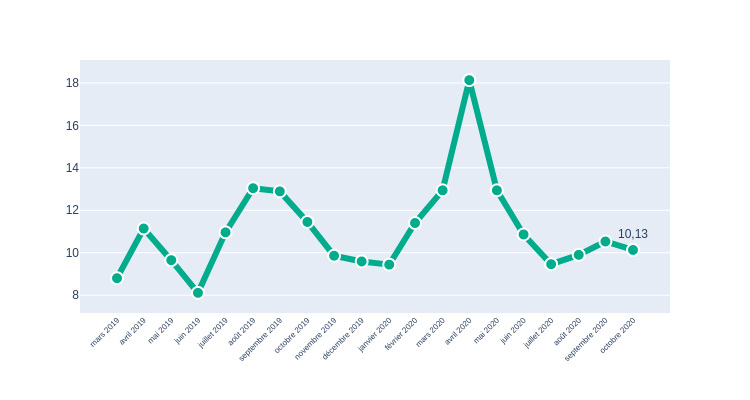 18
16
14
12
10
8
10,13
mars 2019
avril 2019
mai 2019
juin 2019
juillet 2019
août 2019
septembre 2019
octobre 2019
novembre 2019
décembre 2019
janvier 2020
février 2020
mars 2020
avril 2020
mai 2020
juin 2020
juillet 2020
août 2020
septembre 2020
octobre 2020